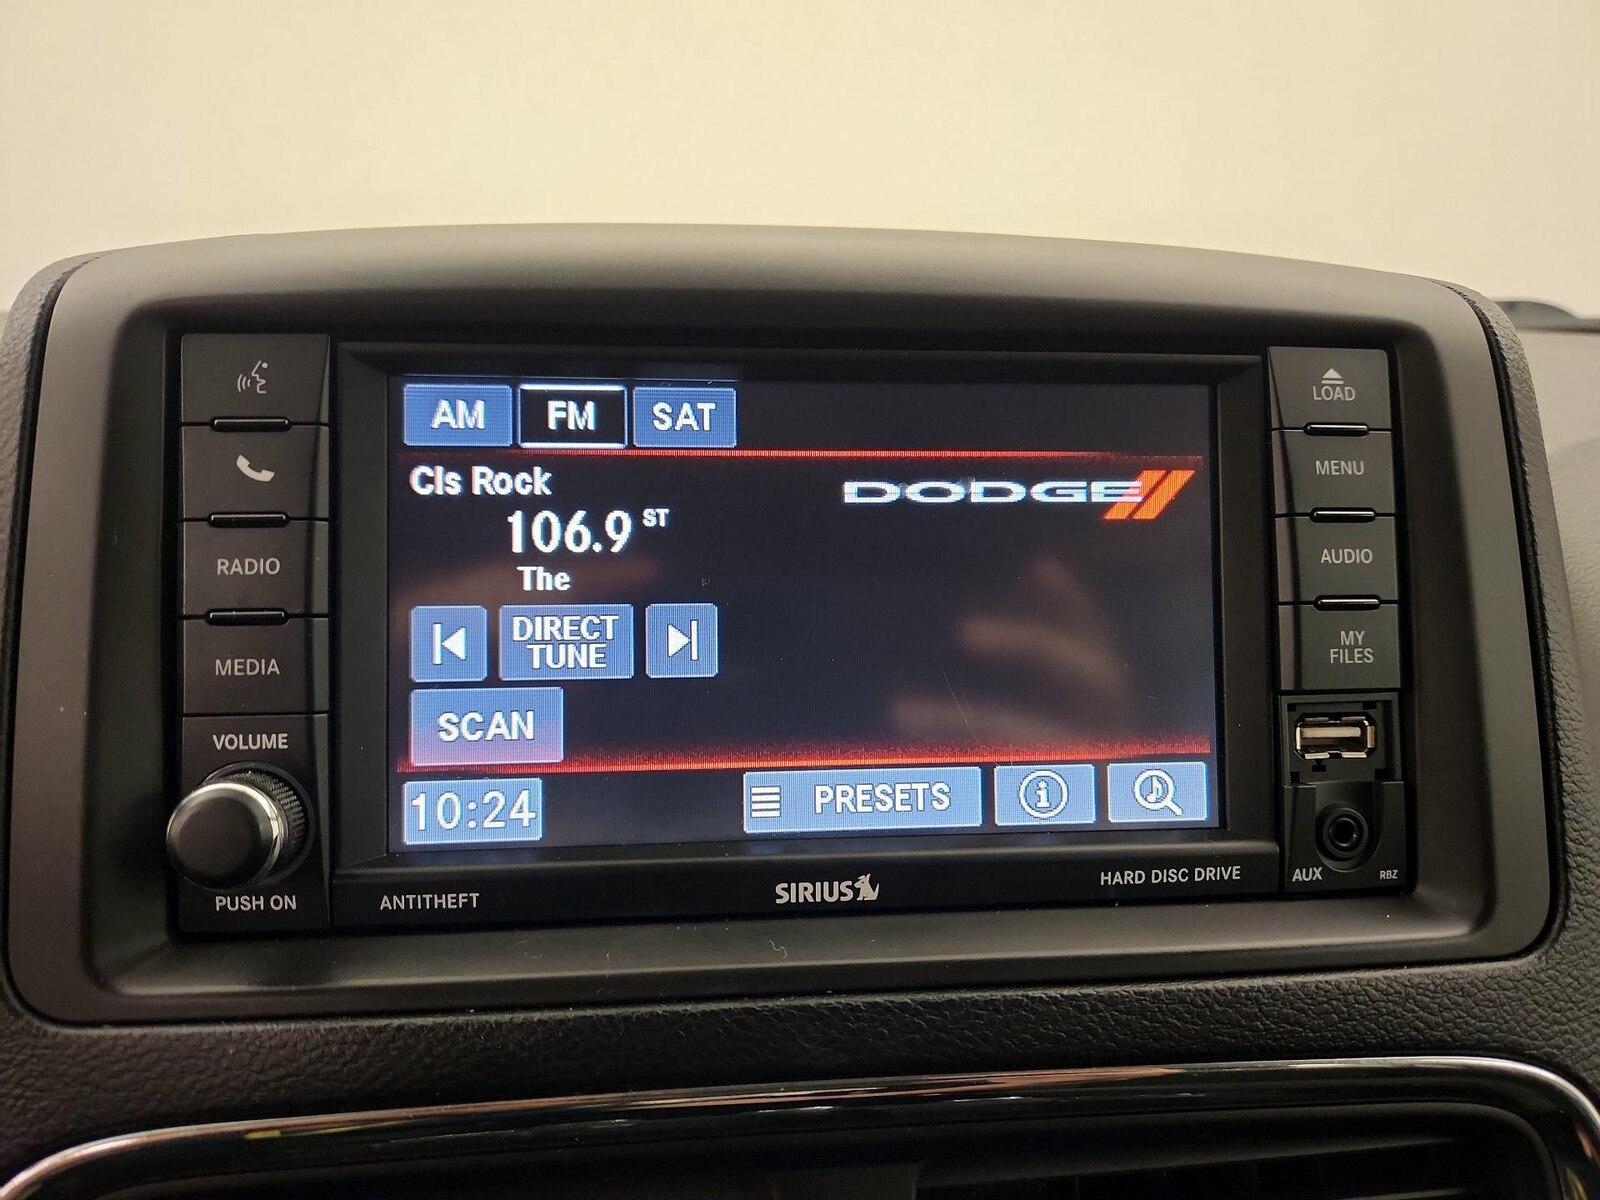 AM FM SAT
Cls Rock
DODGE
106.9 ST
The
DIRECT
TUNE
SCAN
10:24
PRESETS
i
RADIO
MEDIA
VOLUME
PUSH ON
LOAD
MENU
AUDIO
MY
FILES
AUX
RBZ
ANTITHEFT
SIRIUS
HARD DISC DRIVE